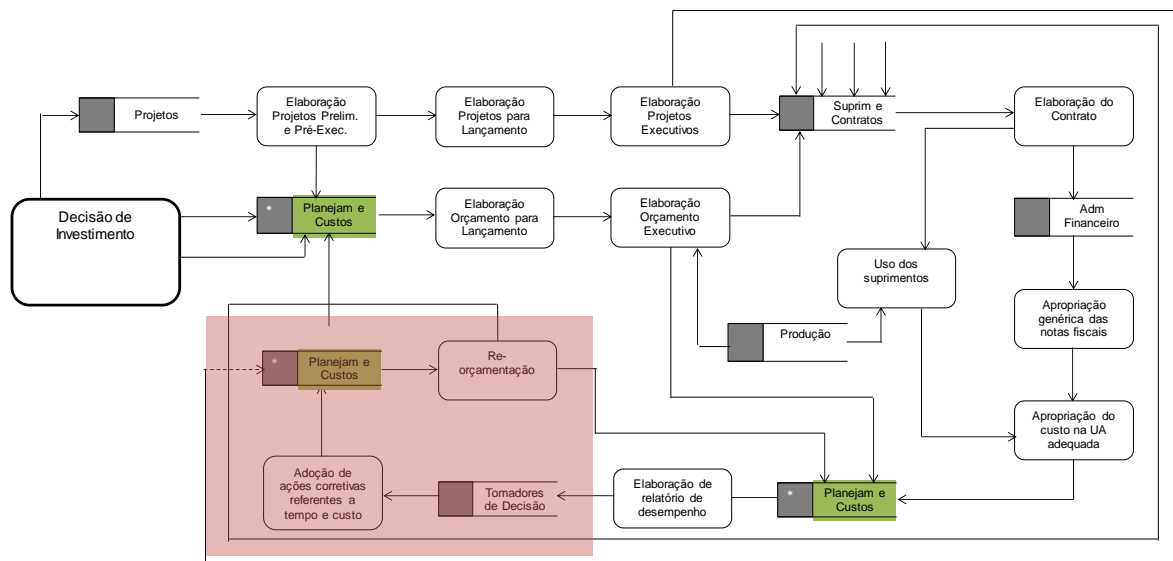 Projetos
Elaboração
Projetos Prelim.
e Pré-Exec.
Elaboração
Projetos para
Lançamento
Elaboração
Projetos
Executivos
Suprim e
Contratos
Elaboração do
Contrato
Decisão de
Investimento
*
Planejam e
Custos
Elaboração
Orçamento para
Lançamento
Elaboração
Orçamento
Executivo
Adm
Financeiro
Uso dos
suprimentos
Produção
Apropriação
genérica das
notas fiscais
*
Planejam e
Custos
Re-
orçamentação
Apropriação do
custo na UA
adequada
Adoção de
ações corretivas
referentes a
tempo e custo
Tomadores
de Decisão
Elaboração de
relatório de
desempenho
*
Planejam e
Custos